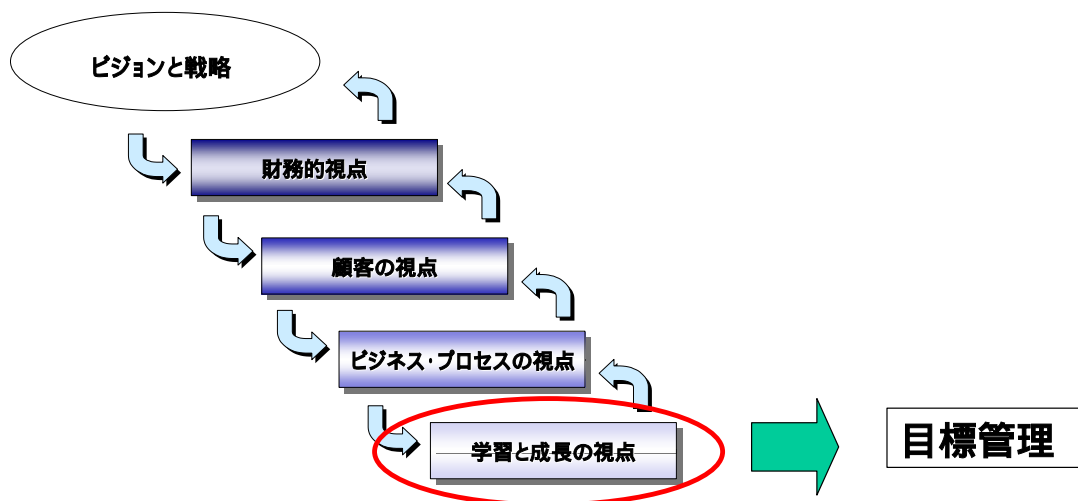 ビジョンと戦略
財務的視点
顧客の視点
ビジネス・プロセスの視点
学習と成長の視点
目標管理